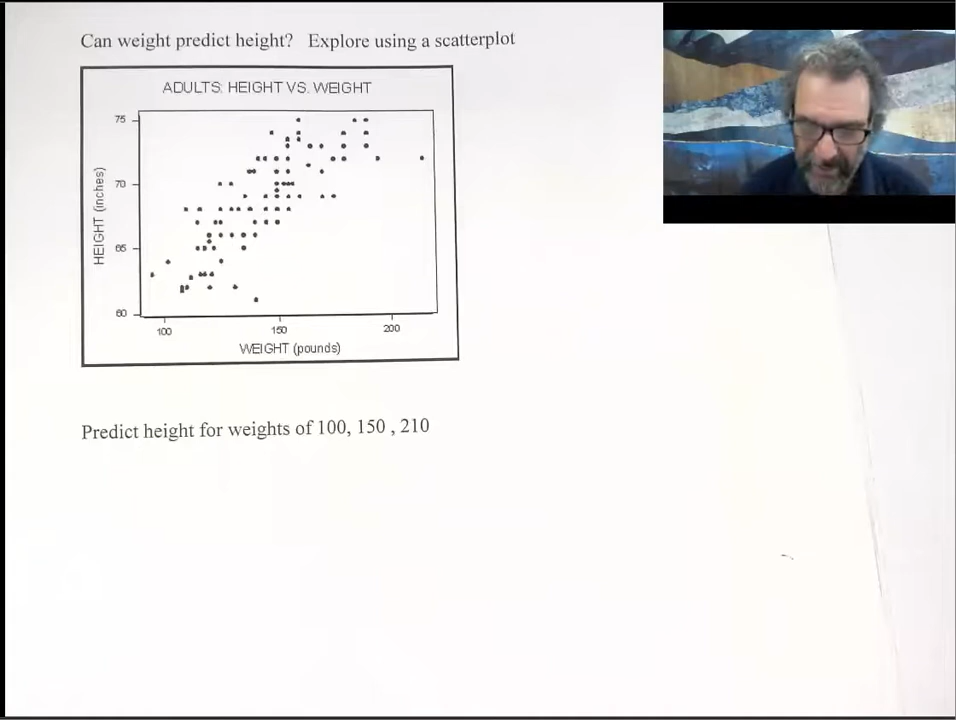 Can weight predict height? Explore using a scatterplot
ADULTS: HEIGHT VS. WEIGHT
75
70
65
60
HEIGHT (inches)
100 150 200
WEIGHT (pounds)
Predict height for weights of 100, 150 , 210